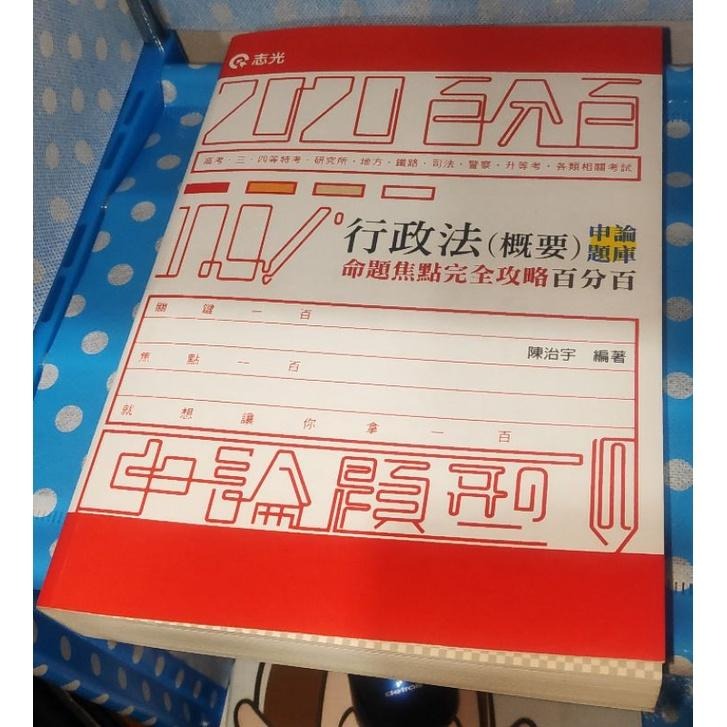 志光
2020 百分百
高考・三・四等特考・研究所・地方・鐵路・司法・警察・升等考・各類相關考試
行政法(概要)申論題庫
命題焦點完全攻略百分百
關鍵一百
陳治宇 編著
焦點一百
就想讓你拿一百
申論題型